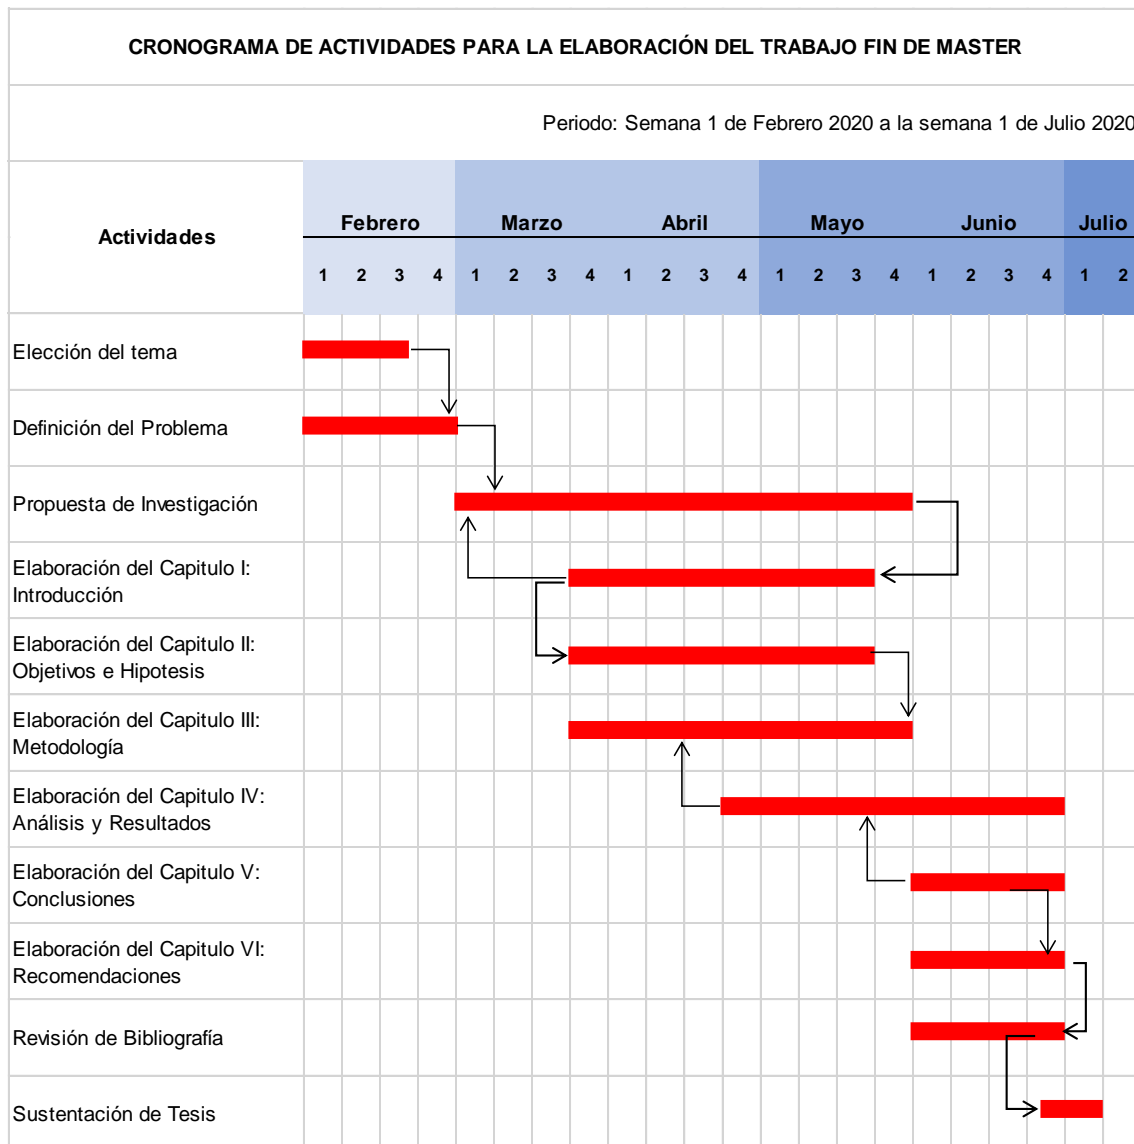 CRONOGRAMA DE ACTIVIDADES PARA LA ELABORACIÓN DEL TRABAJO FIN DE MASTER
Periodo: Semana 1 de Febrero 2020 a la semana 1 de Julio 2020
Actividades
Febrero Marzo Abril Mayo Junio Julio
1 2 3 4 1 2 3 4 1 2 3 4 1 2 3 4 1 2 3 4 1 2
Elección del tema
Definición del Problema
Propuesta de Investigación
Elaboración del Capitulo I:
Introducción
Elaboración del Capitulo II:
Objetivos e Hipotesis
Elaboración del Capitulo III:
Metodología
Elaboración del Capitulo IV:
Análisis y Resultados
Elaboración del Capitulo V:
Conclusiones
Elaboración del Capitulo VI:
Recomendaciones
Revisión de Bibliografía
Sustentación de Tesis